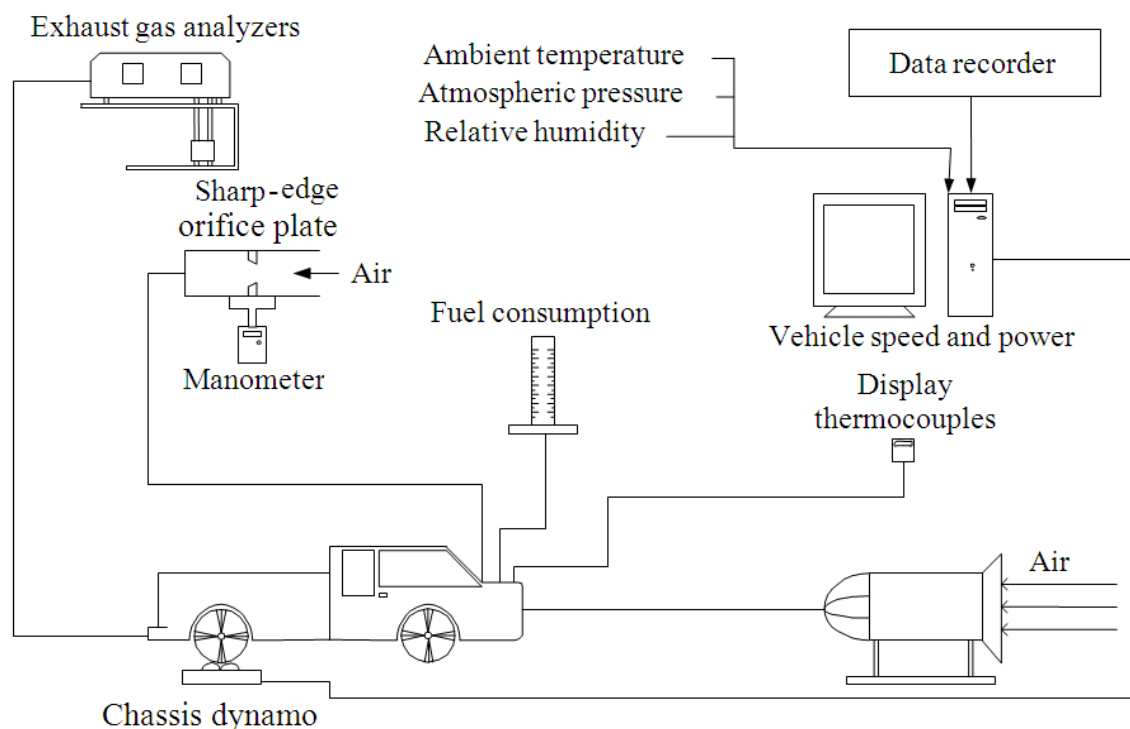 Exhaust gas analyzers
Ambient temperature
Atmospheric pressure
Relative humidity
Data recorder
Sharp-edge
orifice plate
Air
Manometer
Fuel consumption
Vehicle speed and power
Display
thermocouples
Air
Chassis dynamo